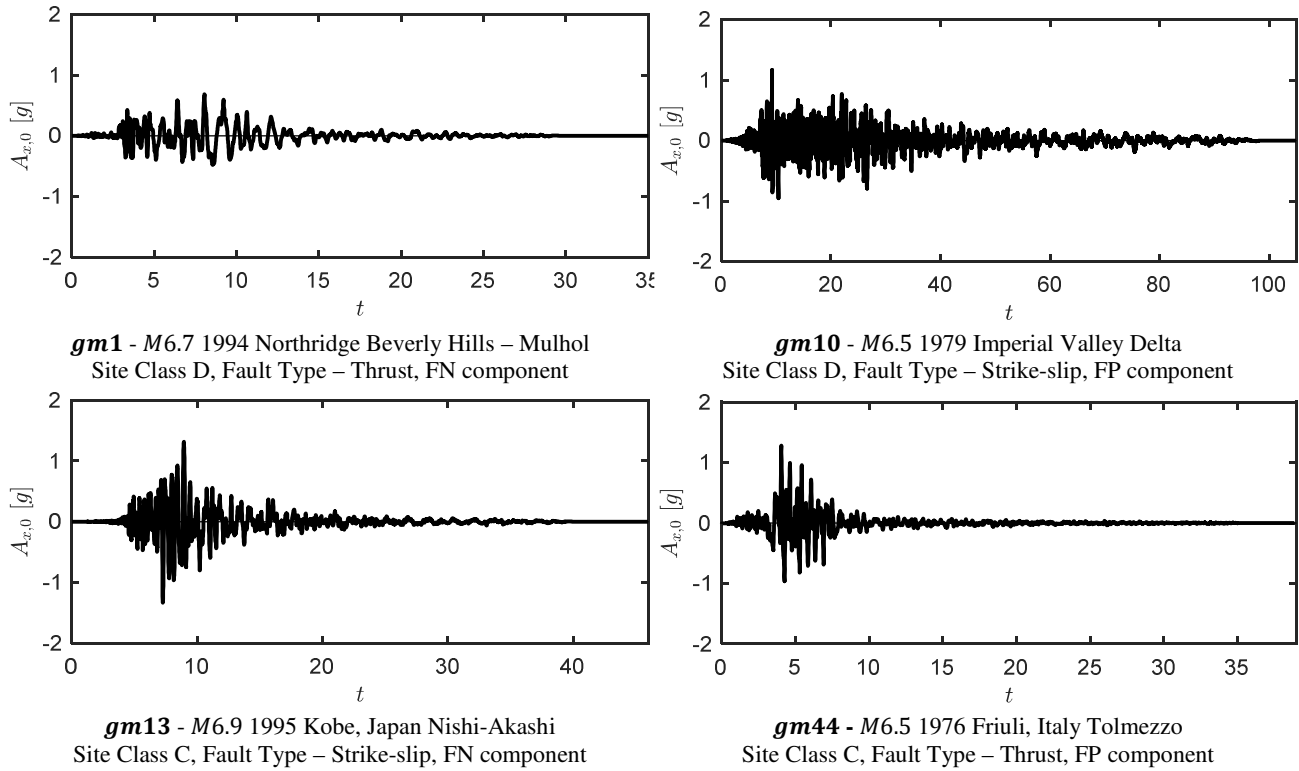 2
1
0
-1
-2
A_{x,0} [g]
0 5 10 15 20 25 30 35
t
gm1 - M6.7 1994 Northridge Beverly Hills – Mulhol
Site Class D, Fault Type – Thrust, FN component
2
1
0
-1
-2
A_{x,0} [g]
0 20 40 60 80 100
t
gm10 - M6.5 1979 Imperial Valley Delta
Site Class D, Fault Type – Strike-slip, FP component
2
1
0
-1
-2
A_{x,0} [g]
0 10 20 30 40
t
gm13 - M6.9 1995 Kobe, Japan Nishi-Akashi
Site Class C, Fault Type – Strike-slip, FN component
2
1
0
-1
-2
A_{x,0} [g]
0 5 10 15 20 25 30 35
t
gm44 - M6.5 1976 Friuli, Italy Tolmezzo
Site Class C, Fault Type – Thrust, FP component